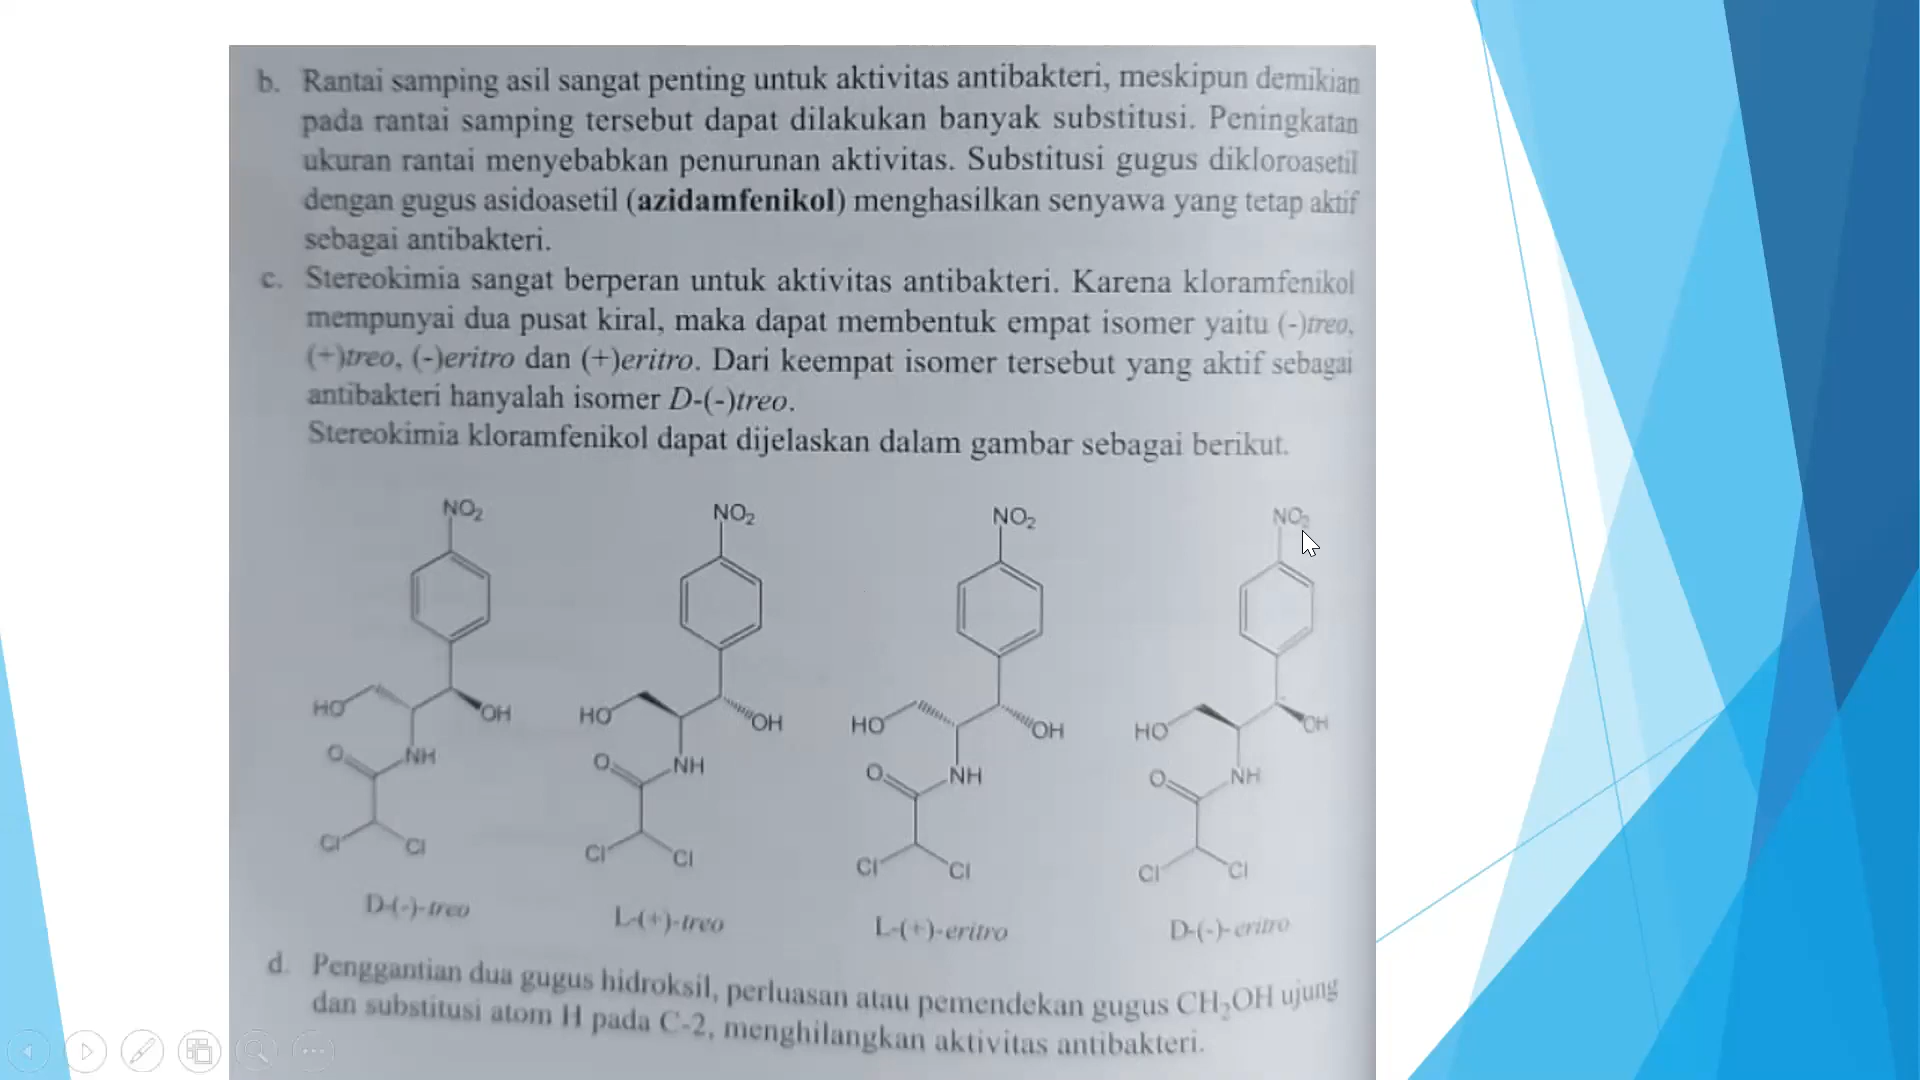 b. Rantai samping asil sangat penting untuk aktivitas antibakteri, meskipun demikian
pada rantai samping tersebut dapat dilakukan banyak substitusi. Peningkatan
ukuran rantai menyebabkan penurunan aktivitas. Substitusi gugus dikloroasetil
dengan gugus asidoasetil (azidamfenikol) menghasilkan senyawa yang tetap aktif
sebagai antibakteri.
c. Stereokimia sangat berperan untuk aktivitas antibakteri. Karena kloramfenikol
mempunyai dua pusat kiral, maka dapat membentuk empat isomer yaitu (-)treo,
(+)treo, (-)eritro dan (+)eritro. Dari keempat isomer tersebut yang aktif sebagai
antibakteri hanyalah isomer D-(-)treo.
Stereokimia kloramfenikol dapat dijelaskan dalam gambar sebagai berikut.
NO₂ NO₂ NO₂ NO₂
HO OH HO OH HO OH HO OH
O NH O NH O NH O NH
Cl Cl Cl Cl Cl Cl Cl Cl
D-(-)-treo L-(+)-treo L-(+)-eritro D-(-)-eritro
d. Penggantian dua gugus hidroksil, perluasan atau pemendekan gugus CH₂OH ujung
dan substitusi atom H pada C-2, menghilangkan aktivitas antibakteri.